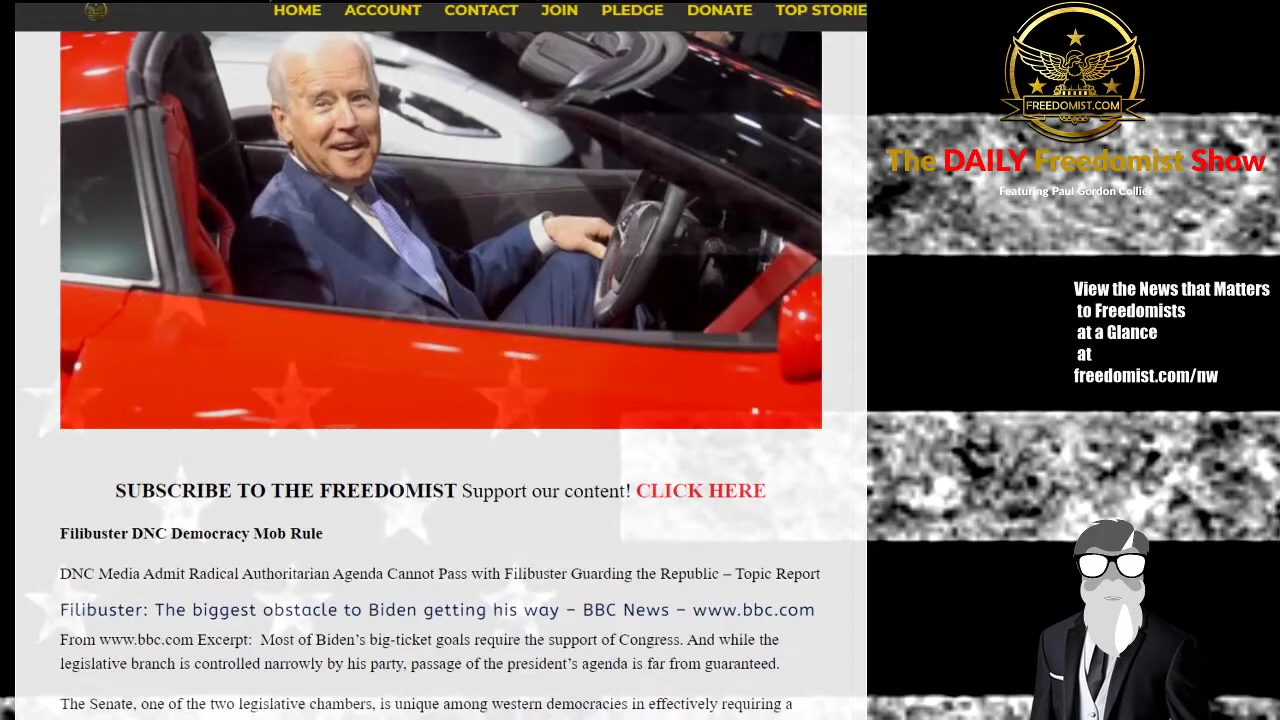 HOME ACCOUNT CONTACT JOIN PLEDGE DONATE TOP STORIE
FREEDOMIST.COM
The DAILY Freedomist Show
Featuring Paul Gordon Collie
View the News that Matters
to Freedomists
at a Glance
at
freedomist.com/nw
SUBSCRIBE TO THE FREEDOMIST Support our content! CLICK HERE
Filibuster DNC Democracy Mob Rule
DNC Media Admit Radical Authoritarian Agenda Cannot Pass with Filibuster Guarding the Republic – Topic Report
Filibuster: The biggest obstacle to Biden getting his way – BBC News – www.bbc.com
From www.bbc.com Excerpt: Most of Biden’s big-ticket goals require the support of Congress. And while the
legislative branch is controlled narrowly by his party, passage of the president’s agenda is far from guaranteed.
The Senate, one of the two legislative chambers, is unique among western democracies in effectively requiring a